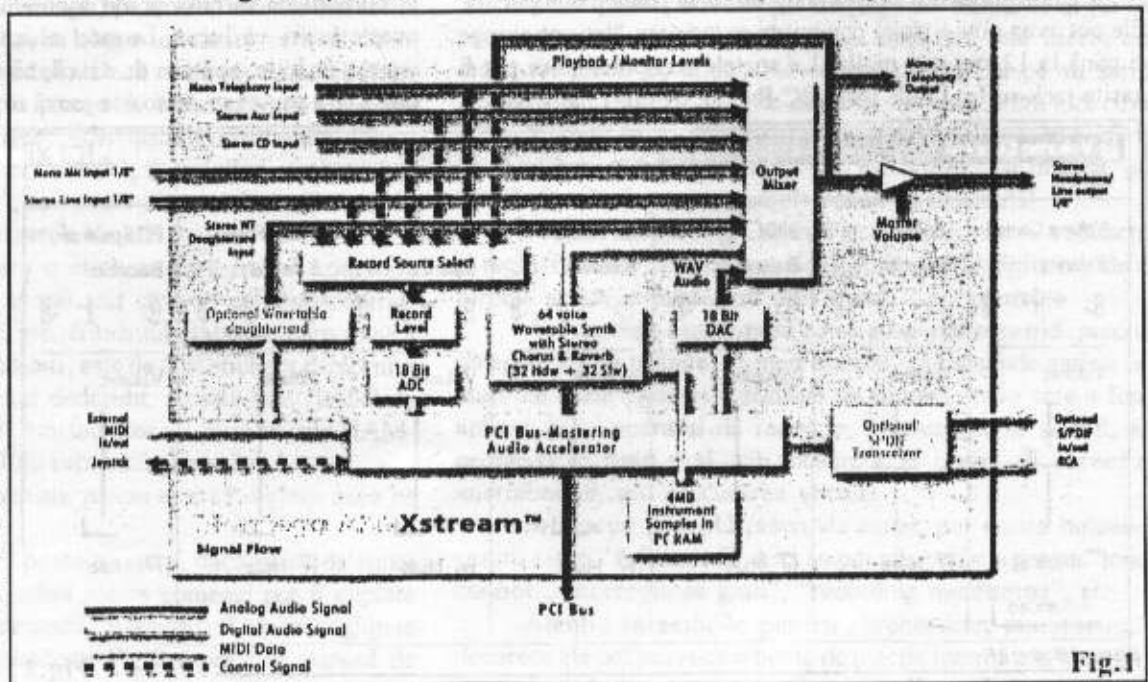 Playback / Monitor Levels
Mono Telephony Input
Stereo Aux Input
Stereo CD Input
Mono Mic Input 1/8"
Stereo Line Input 1/8"
Stereo
Daughtercard
Input
Mono
Telephony
Output
Output
Mixer
Stereo
Headphone/
Line output
1/8"
Master
Volume
Record Source Select
WAV
Audio
Optional Wavetable
daughtercard
Record
Level
64 voice
Wavetable Synth
with Stereo
Chorus & Reverb
(32 Hdw + 32 Sfw)
18 Bit
DAC
18 Bit
ADC
External
MIDI
In/out
Joystick
PCI Bus-Mastering
Audio Accelerator
Optional
S/PDIF
Transceiver
Optional
S/PDIF
In/out
RCA
4MB
Instrument
Samples In
PC RAM
Xstream™
Signal Flow
PCI Bus
Analog Audio Signal
Digital Audio Signal
MIDI Data
Control Signal
Fig.1